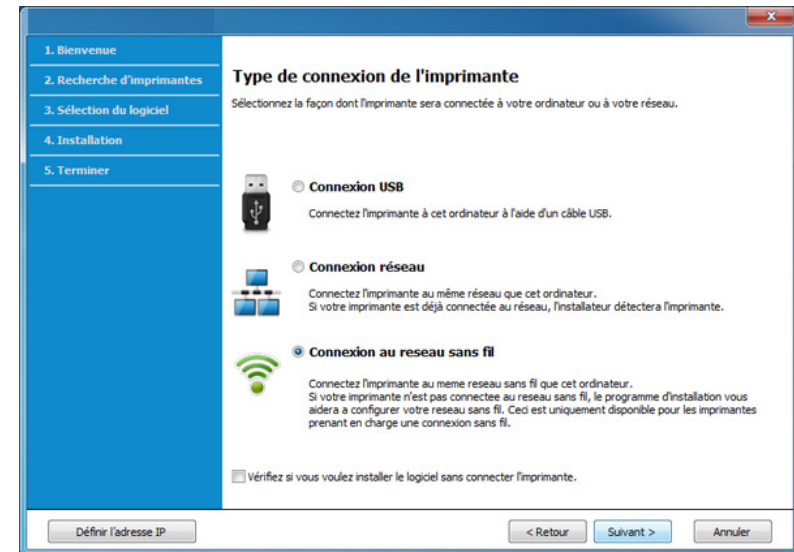 1. Bienvenue
2. Recherche d'imprimantes
3. Sélection du logiciel
4. Installation
5. Terminer
Type de connexion de l'imprimante
Sélectionnez la façon dont l'imprimante sera connectée à votre ordinateur ou à votre réseau.
Connexion USB
Connectez l'imprimante à cet ordinateur à l'aide d'un câble USB.
Connexion réseau
Connectez l'imprimante au même réseau que cet ordinateur.
Si votre imprimante est déjà connectée au réseau, l'installateur détectera l'imprimante.
Connexion au reseau sans fil
Connectez l'imprimante au meme reseau sans fil que cet ordinateur.
Si votre imprimante n'est pas connectee au reseau sans fil, le programme d'installation vous
aidera a configurer votre reseau sans fil. Ceci est uniquement disponible pour les imprimantes
prenant en charge une connexion sans fil.
Vérifiez si vous voulez installer le logiciel sans connecter l'imprimante.
Définir l'adresse IP
< Retour
Suivant >
Annuler